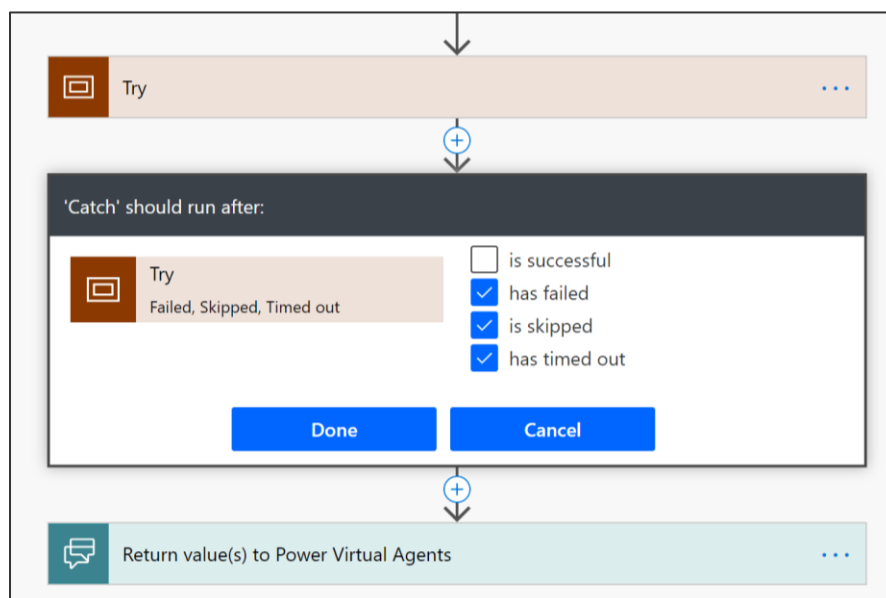 Try
'Catch' should run after:
Try
Failed, Skipped, Timed out
is successful
has failed
is skipped
has timed out
Done
Cancel
Return value(s) to Power Virtual Agents